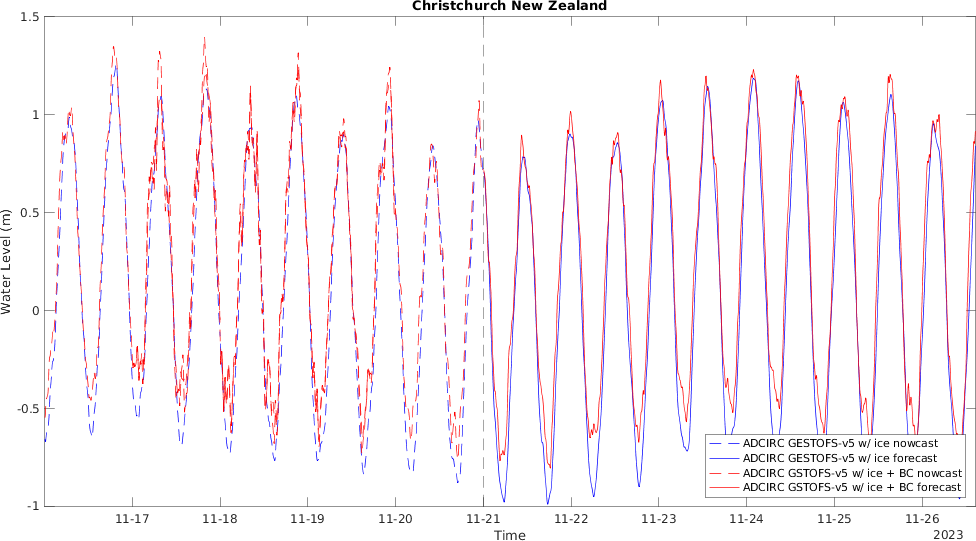 Christchurch New Zealand
1.5
1
0.5
0
-0.5
-1
Water Level (m)
11-17 11-18 11-19 11-20 11-21 11-22 11-23 11-24 11-25 11-26
Time
2023
ADCIRC GESTOFS-v5 w/ ice nowcast
ADCIRC GESTOFS-v5 w/ ice forecast
ADCIRC GSTOFS-v5 w/ ice + BC nowcast
ADCIRC GSTOFS-v5 w/ ice + BC forecast